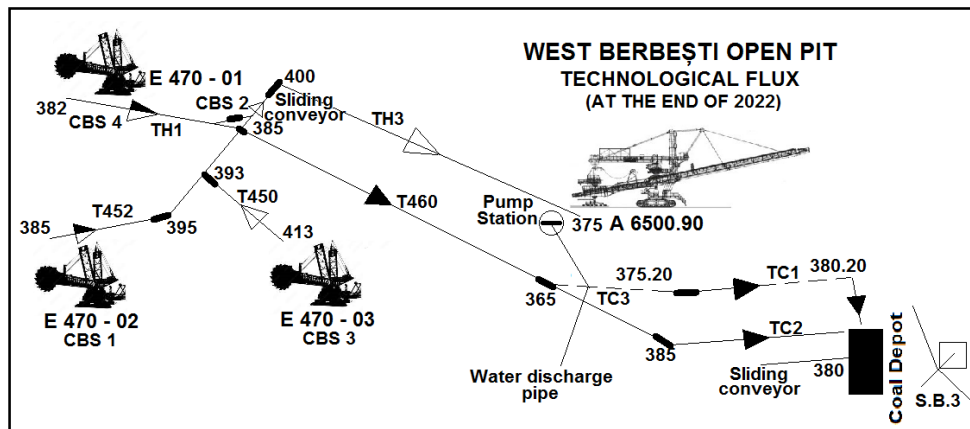 WEST BERBEȘTI OPEN PIT
TECHNOLOGICAL FLUX
(AT THE END OF 2022)
E 470 - 01
400
382
CBS 2
Sliding
conveyor
CBS 4
TH1
385
TH3
393
T452
T450
T460
Pump
Station
375
A 6500.90
385
395
413
375.20
TC1
380.20
E 470 - 02
CBS 1
E 470 - 03
CBS 3
365
TC3
TC2
385
Water discharge
pipe
Sliding
conveyor
380
Coal Depot
S.B.3